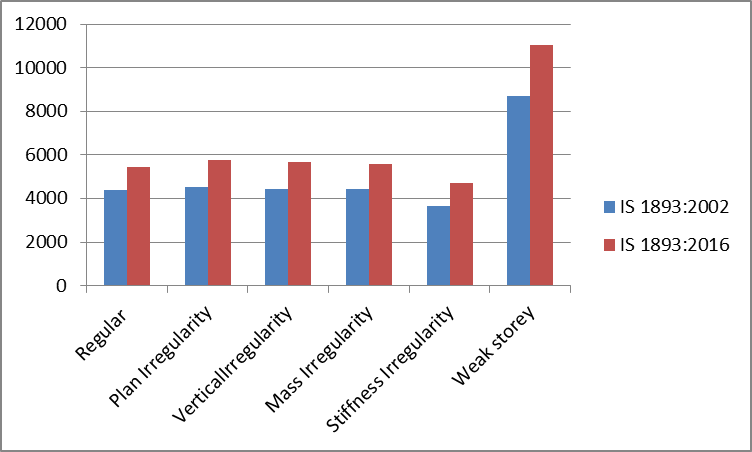 12000
10000
8000
6000
4000
2000
0
Regular
Plan Irregularity
VerticalIrregularity
Mass Irregularity
Stiffness Irregularity
Weak storey
IS 1893:2002
IS 1893:2016